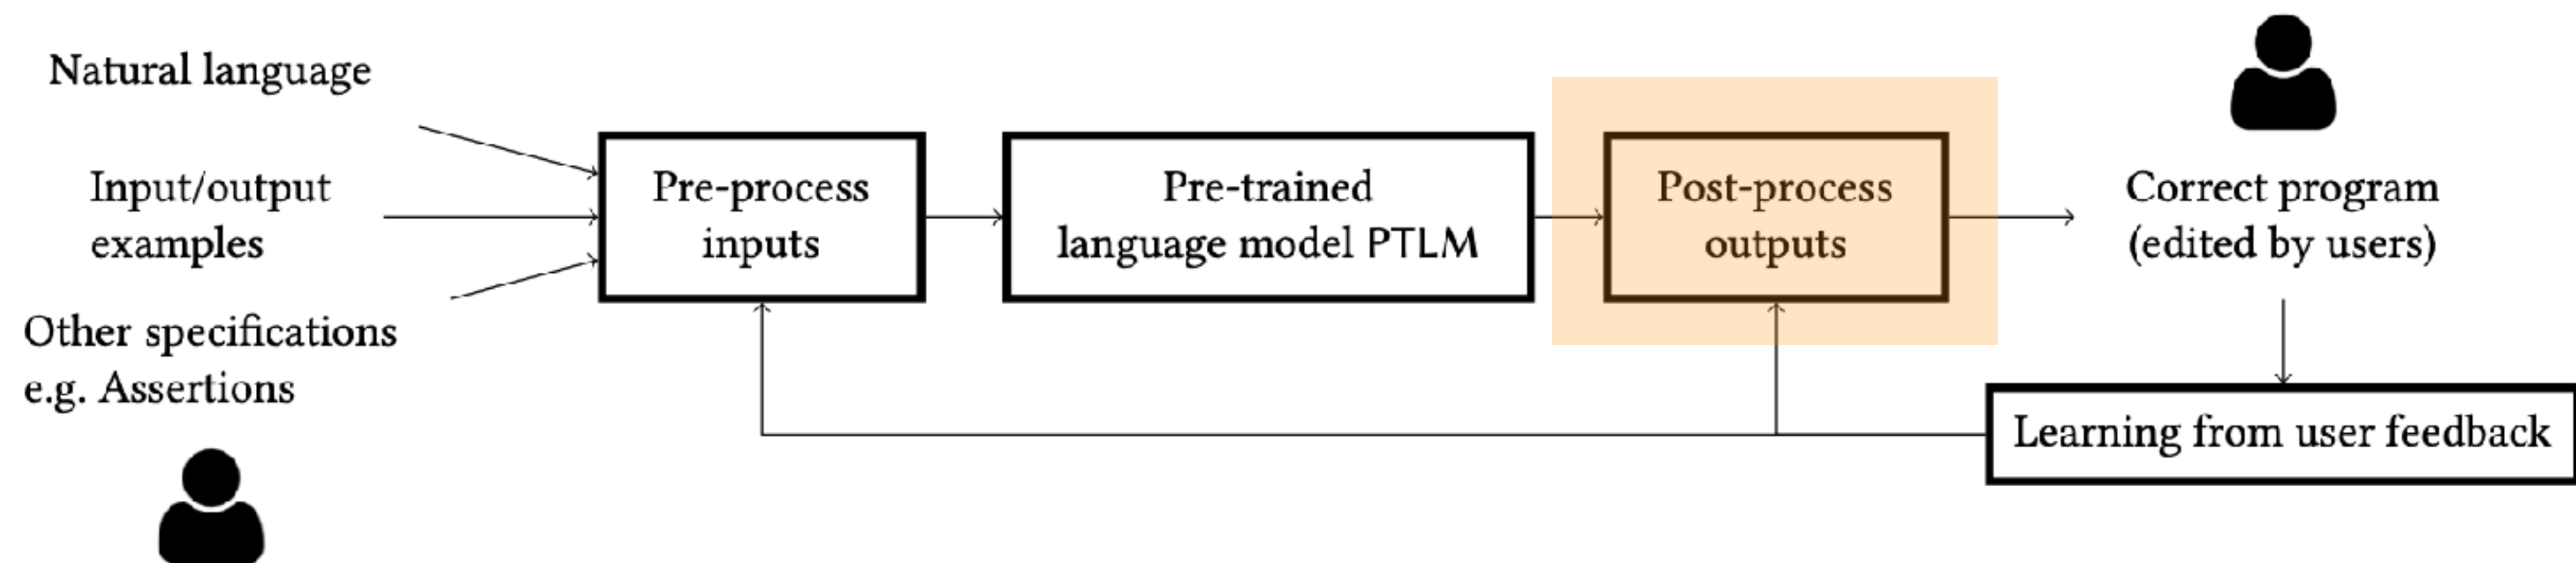 Natural language
Input/output
examples
Other specifications
e.g. Assertions
Pre-process
inputs
Pre-trained
language model PTLM
Post-process
outputs
Correct program
(edited by users)
Learning from user feedback